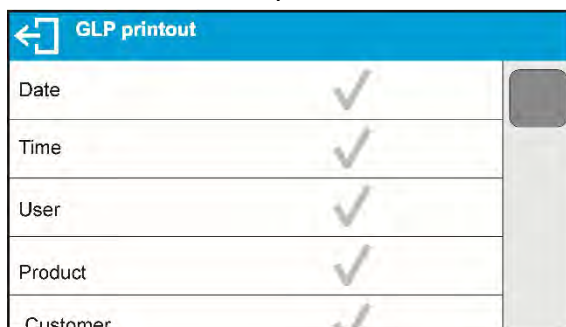 GLP printout
Date
Time
User
Product
Customer